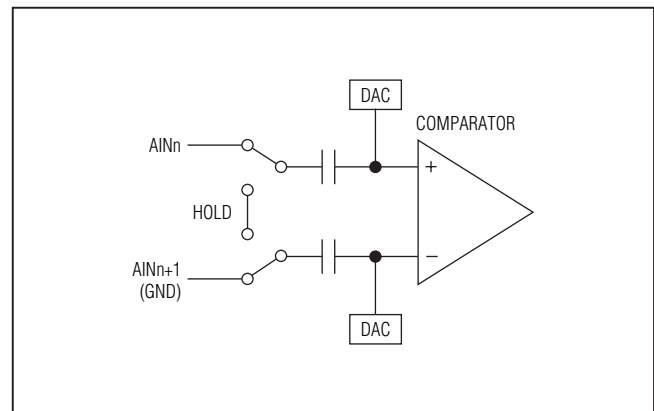 DAC
COMPARATOR
AINn
+
HOLD
AINn+1
(GND)
−
DAC